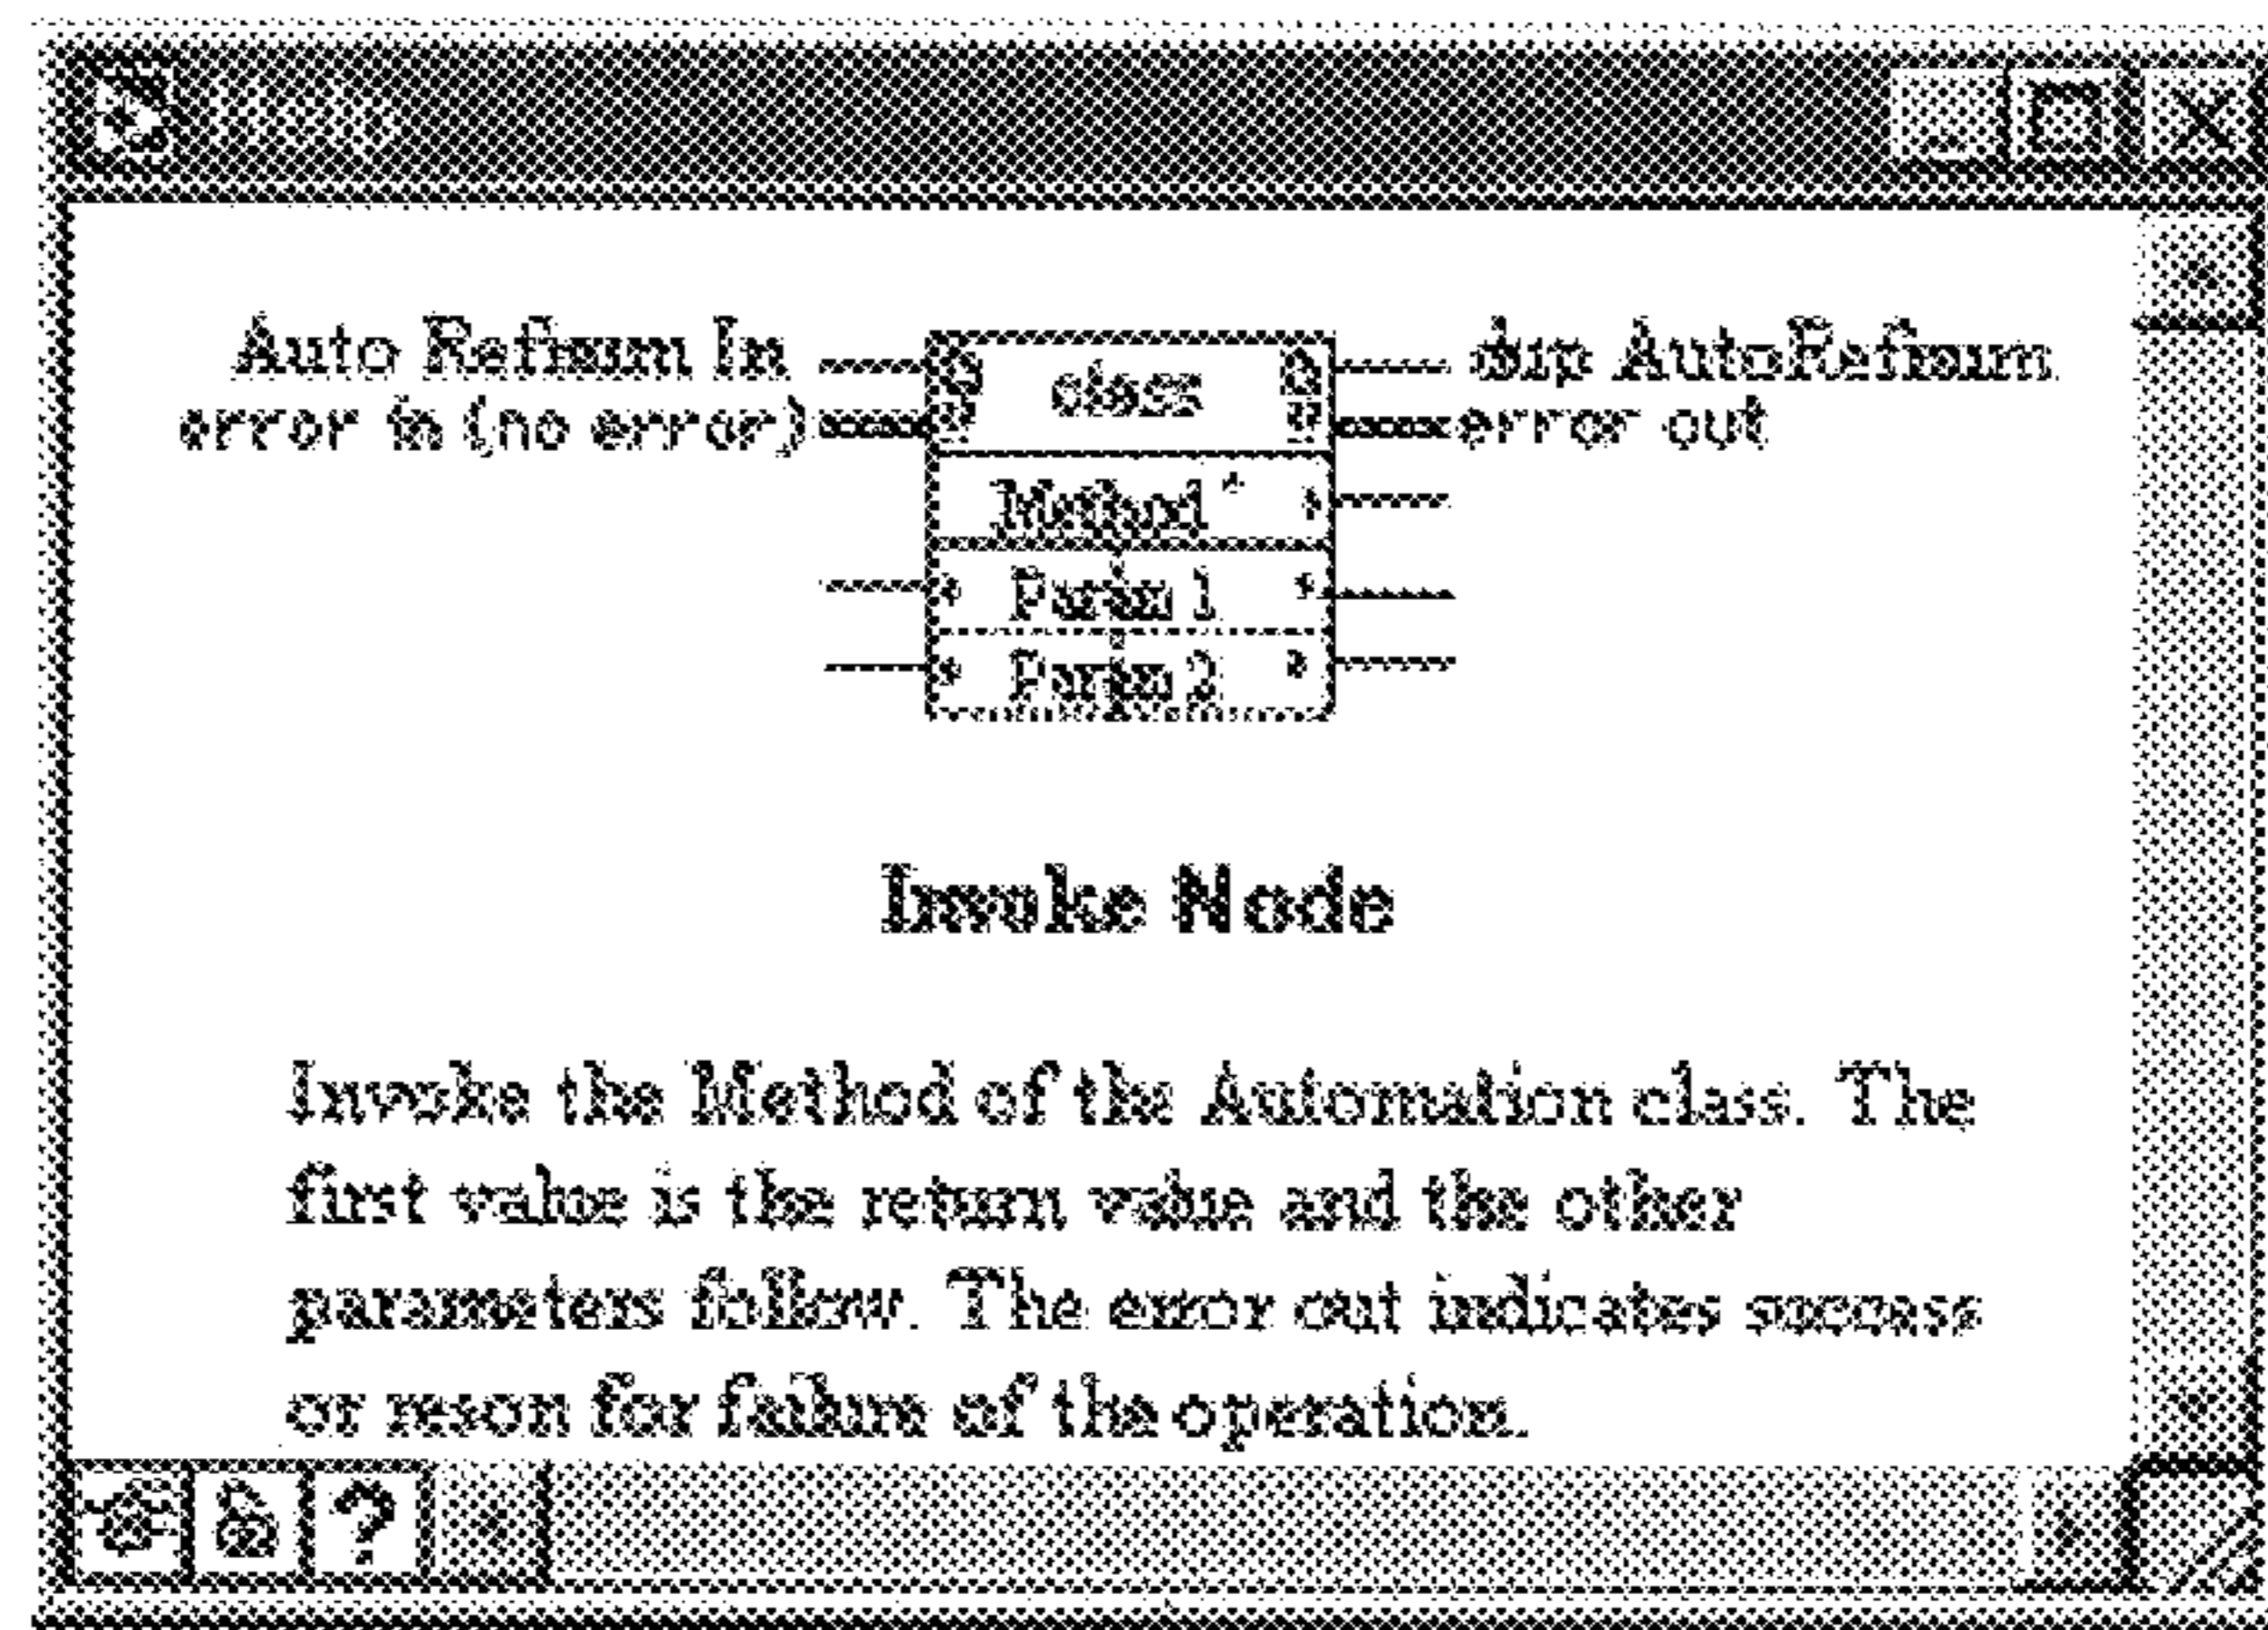 Help
Auto Refnum In
class
dup AutoRefnum
error in (no error)
error out
Method
Param 1
Param 2
Invoke Node
Invoke the Method of the Automation class. The
first value is the return value and the other
parameters follow. The error out indicates success
or reson for failure of the operation.
?